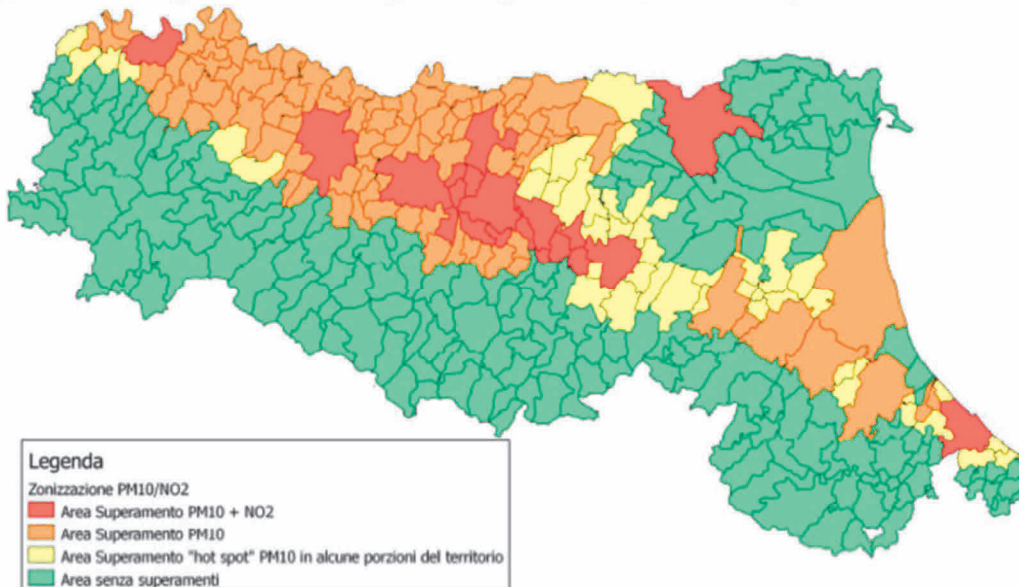 Legenda
Zonizzazione PM10/NO2
Area Superamento PM10 + NO2
Area Superamento PM10
Area Superamento "hot spot" PM10 in alcune porzioni del territorio
Area senza superamenti